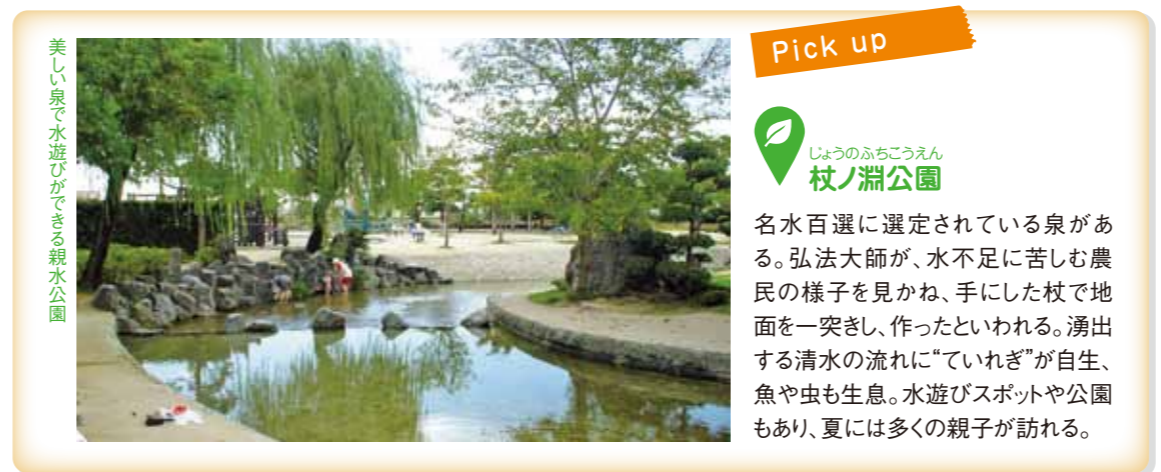 Pick up
じょうのふちこうえん
杖ノ淵公園
名水百選に選定されている泉があ
る。弘法大師が、水不足に苦しむ農
民の様子を見かね、手にした杖で地
面を一突きし、作ったといわれる。湧出
する清水の流れに“ていれぎ”が自生、
魚や虫も生息。水遊びスポットや公園
もあり、夏には多くの親子が訪れる。
美しい泉で水遊びができる親水公園